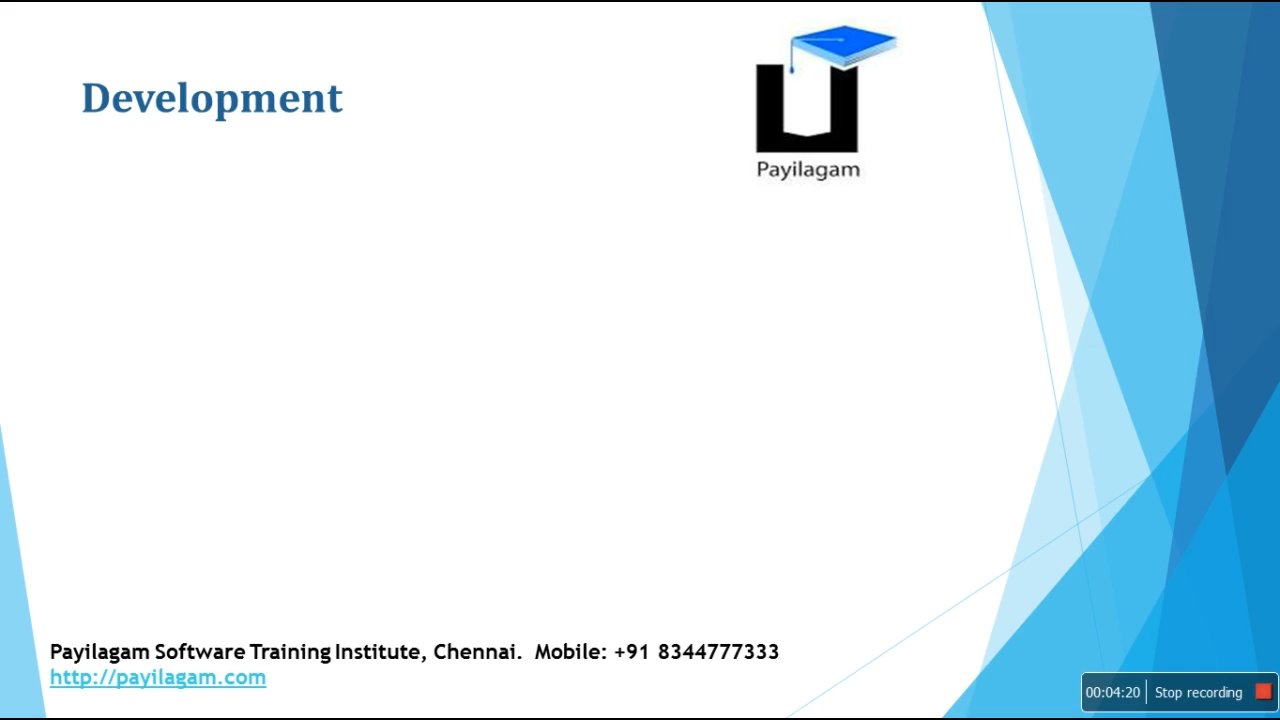 Development
Payilagam
Payilagam Software Training Institute, Chennai. Mobile: +91 8344777333
http://payilagam.com
00:04:20 Stop recording